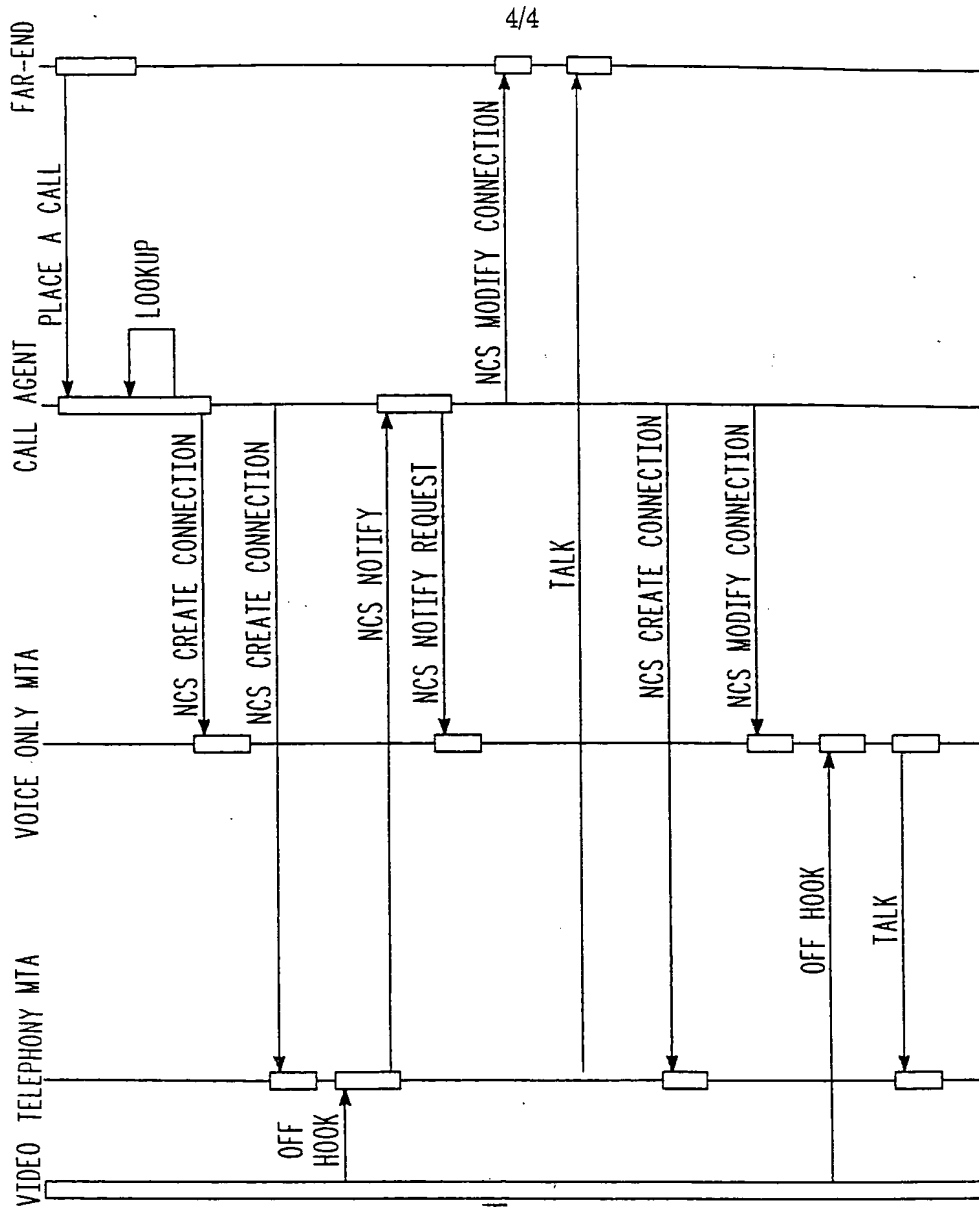 4/4
VIDEO TELEPHONY MTA
VOICE ONLY MTA
CALL AGENT
FAR-END
PLACE A CALL
LOOKUP
NCS CREATE CONNECTION
NCS CREATE CONNECTION
OFF
HOOK
NCS NOTIFY
NCS NOTIFY REQUEST
NCS MODIFY CONNECTION
TALK
NCS CREATE CONNECTION
NCS MODIFY CONNECTION
OFF HOOK
TALK